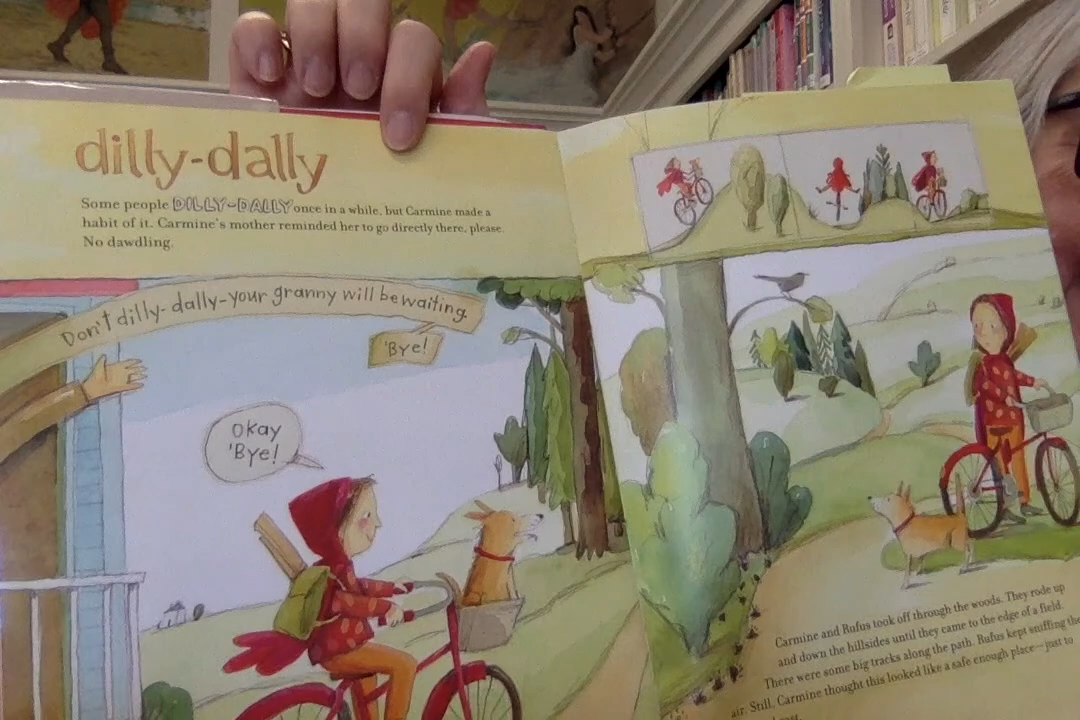 dilly-dally
Some people DILLY-DALLY once in a while, but Carmine made a
habit of it. Carmine's mother reminded her to go directly there, please.
No dawdling.
Don't dilly-dally-your granny will be waiting
'Bye!
Okay
'Bye!
Carmine and Rufus took off through the woods. They rode up
and down the hillsides until they came to the edge of a field.
There were some big tracks along the path. Rufus kept sniffing the
air. Still, Carmine thought this looked like a safe enough place—just to